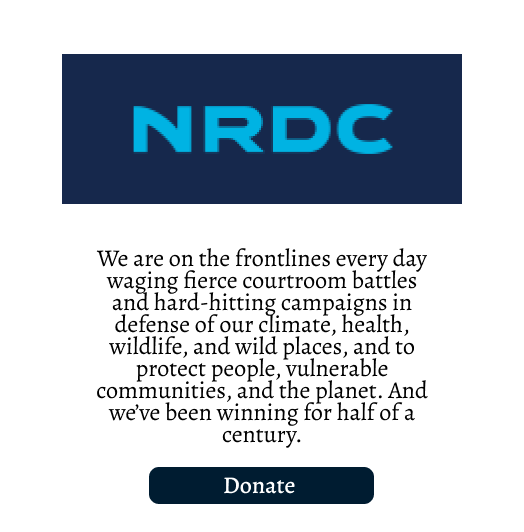 NRDC
We are on the frontlines every day
waging fierce courtroom battles
and hard-hitting campaigns in
defense of our climate, health,
wildlife, and wild places, and to
protect people, vulnerable
communities, and the planet. And
we’ve been winning for half of a
century.
Donate